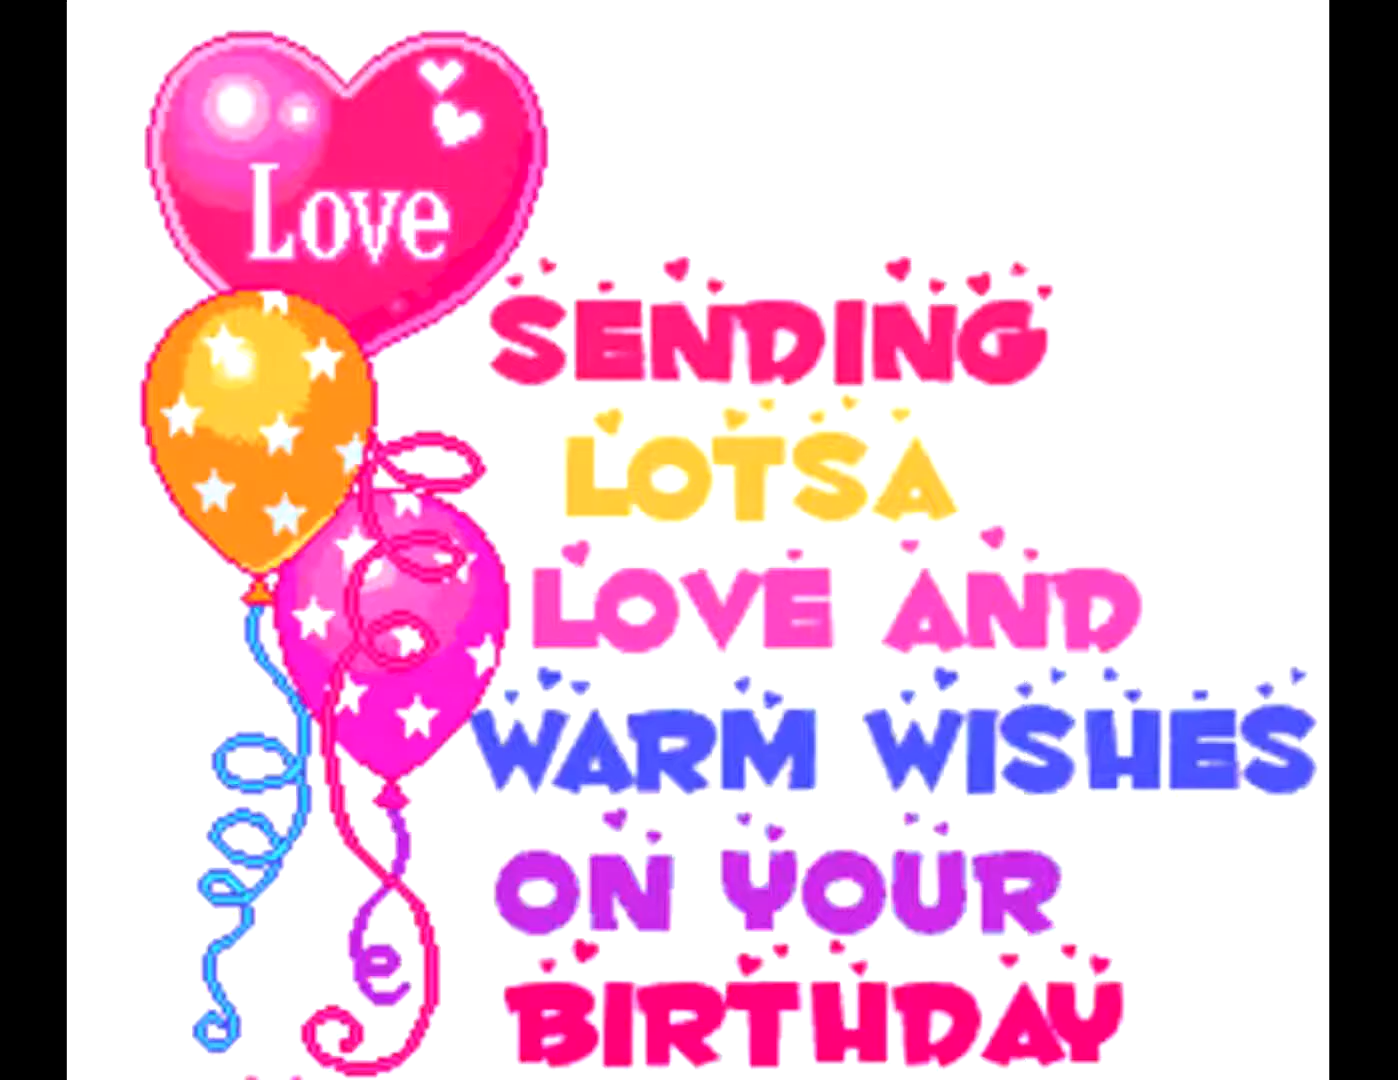 Love
SENDING
LOTSA
LOVE AND
WARM WISHES
ON YOUR
BIRTHDAY